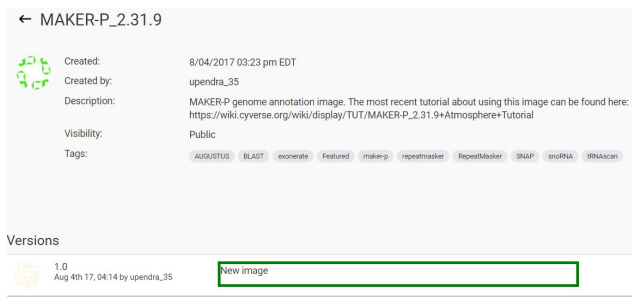 ← MAKER-P_2.31.9
Created: 8/04/2017 03:23 pm EDT
Created by: upendra_35
Description: MAKER-P genome annotation image. The most recent tutorial about using this image can be found here:
https://wiki.cyverse.org/wiki/display/TUT/MAKER-P_2.31.9+Atmosphere+Tutorial
Visibility: Public
Tags: AUGUSTUS BLAST exonerate Featured maker-p repeatmasker RepeatMasker SNAP snoRNA tRNAscan
Versions
1.0 New image
Aug 4th 17, 04:14 by upendra_35